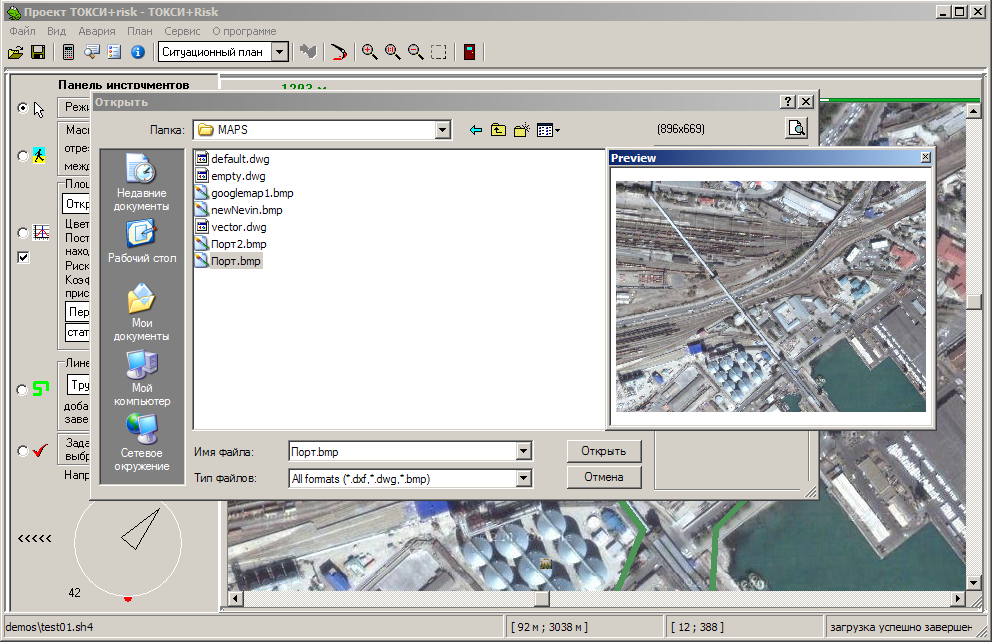 Проект ТОКСИ+risk - ТОКСИ+Risk
Файл Вид Авария План Сервис О программе
Ситуационный план
Панель инструментов
1203 м
Открыть
Папка:
MAPS
(896x669)
default.dwg
empty.dwg
googlemap1.bmp
newNevin.bmp
vector.dwg
Порт2.bmp
Порт.bmp
Недавние
документы
Рабочий стол
Мои
документы
Мой
компьютер
Сетевое
окружение
Preview
Имя файла:
Порт.bmp
Открыть
Тип файлов:
All formats (*.dxf,*.dwg,*.bmp)
Отмена
Режи
Мас
отре
межд
Площ
Откр
Цвет
Пост
нахо
Риск
Коэф
прис
Пер
стат
Лине
Тру
доба
заве
Зада
выбр
Напр
<<<<<
42
demos\test01.sh4
[ 92 м ; 3038 м ]
[ 12 ; 388 ]
загрузка успешно завершен